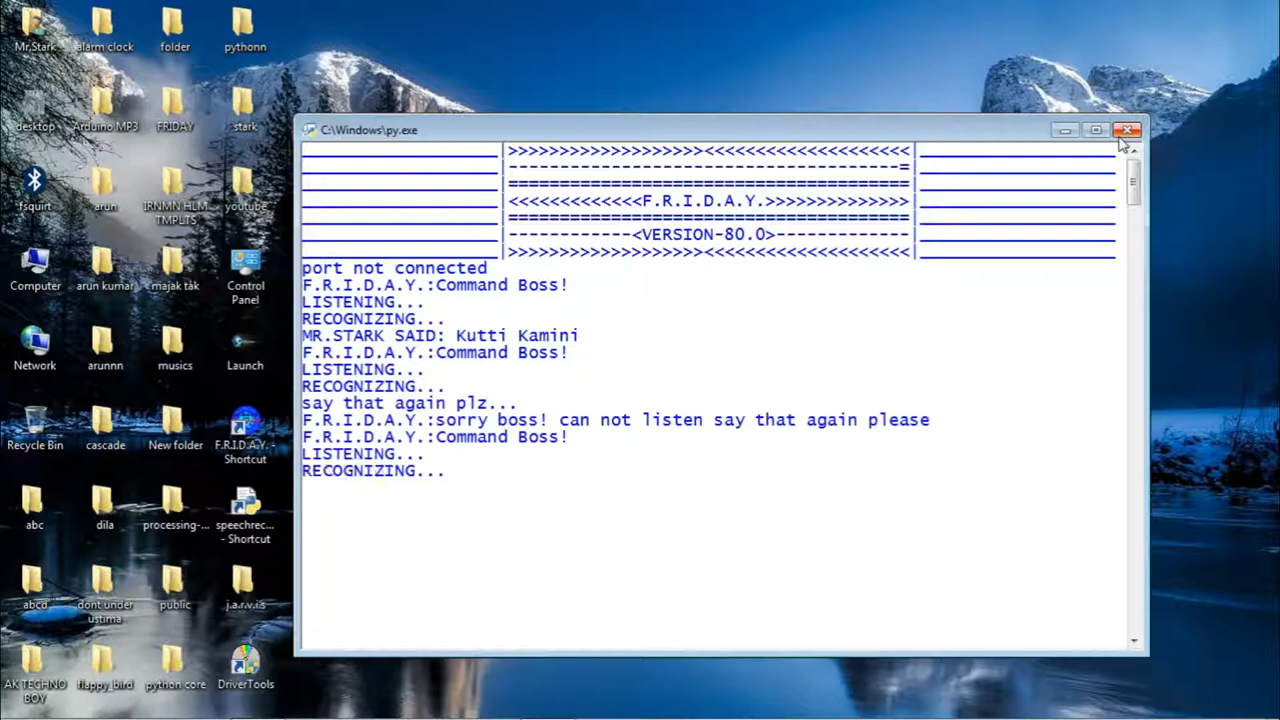 Mr.Stark
alarm clock
folder
pythonn
desktop
Arduino MP3
FRIDAY
stark
fsquirt
arun
IRNMN HLM
TMPLTS
youtube
Computer
arun kumar
majak tak
Control
Panel
Network
arunnn
musics
Launch
Recycle Bin
cascade
New folder
F.R.I.D.A.Y. -
Shortcut
abc
dila
processing-...
speechrec...
- Shortcut
abcd
dont under
ustima
public
j.a.r.v.i.s
AK TECHNO
BOY
flappy_bird
python core
DriverTools
C:\Windows\py.exe
>>>>>>>>>>>>>>>>>>><<<<<<<<<<<<<<<<<<<<
--------------------------------------=
=======================================
<<<<<<<<<<<<<F.R.I.D.A.Y.>>>>>>>>>>>>>>
=======================================
------------<VERSION-80.0>-------------
>>>>>>>>>>>>>>>>>>><<<<<<<<<<<<<<<<<<<<
port not connected
F.R.I.D.A.Y.:Command Boss!
LISTENING...
RECOGNIZING...
MR.STARK SAID: Kutti Kamini
F.R.I.D.A.Y.:Command Boss!
LISTENING...
RECOGNIZING...
say that again plz...
F.R.I.D.A.Y.:sorry boss! can not listen say that again please
F.R.I.D.A.Y.:Command Boss!
LISTENING...
RECOGNIZING...